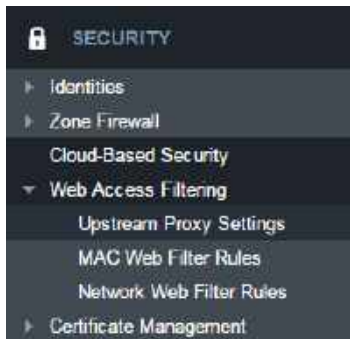 SECURITY
Identities
Zone Firewall
Cloud-Based Security
Web Access Filtering
Upstream Proxy Settings
MAC Web Filter Rules
Network Web Filter Rules
Certificate Management